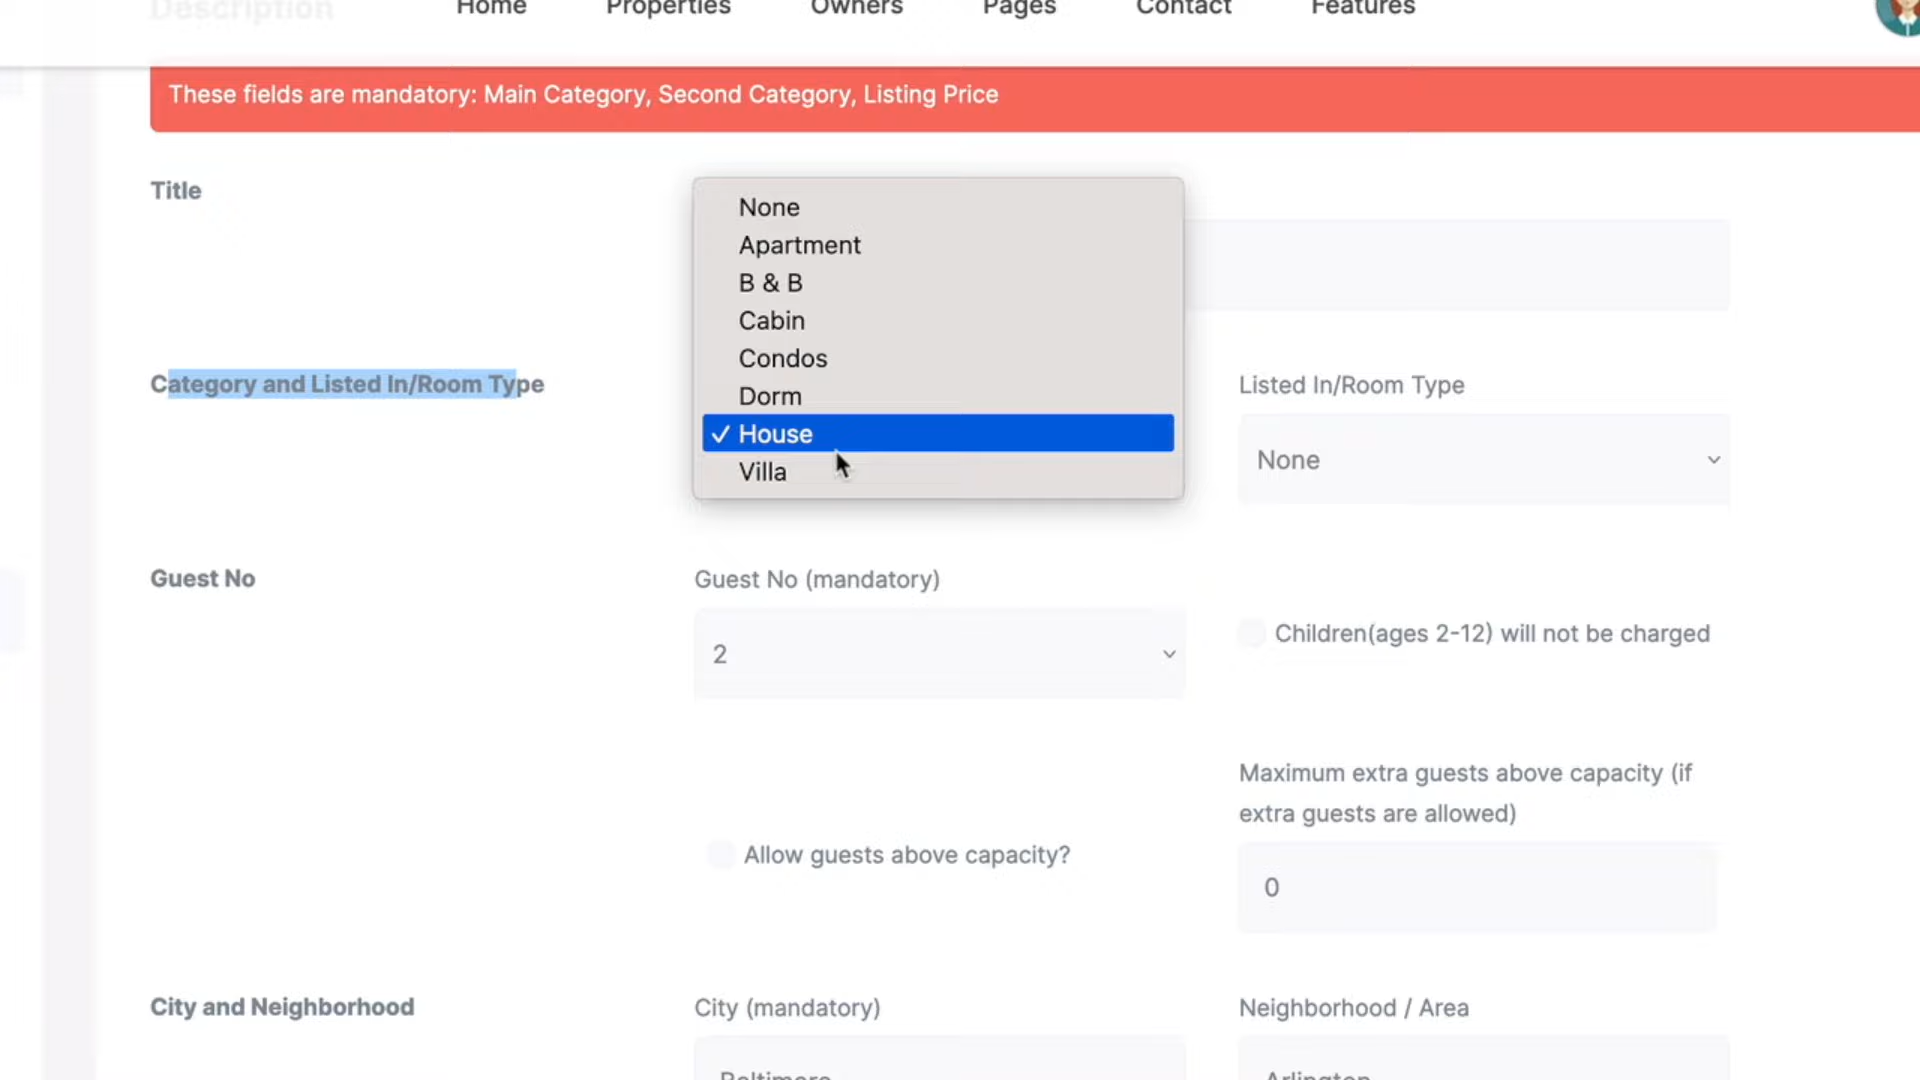 Description
Home Properties Owners Pages Contact Features
These fields are mandatory: Main Category, Second Category, Listing Price
Title
None
Apartment
B & B
Cabin
Condos
Dorm
✓ House
Villa
Category and Listed In/Room Type
Listed In/Room Type
None
Guest No
Guest No (mandatory)
2
Children(ages 2-12) will not be charged
Allow guests above capacity?
Maximum extra guests above capacity (if
extra guests are allowed)
0
City and Neighborhood
City (mandatory)
Neighborhood / Area
Baltimore
Arlington